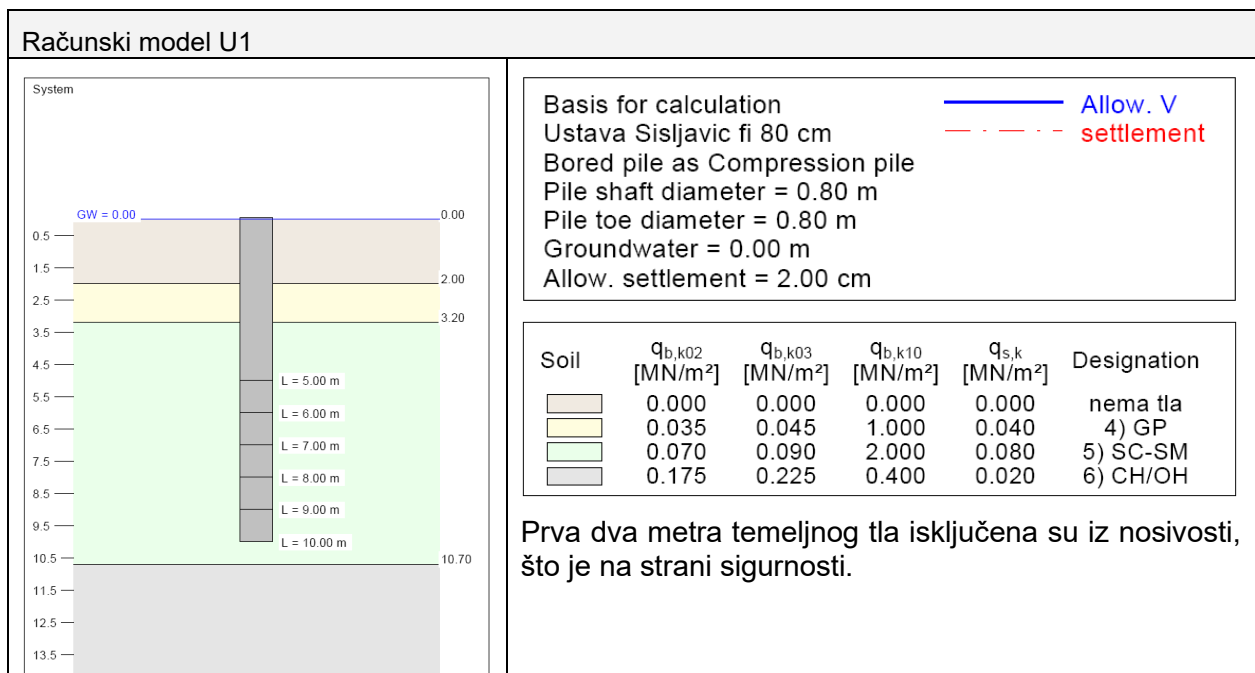 Računski model U1
System
GW = 0.00
0.00
0.5
1.5
2.00
2.5
3.20
3.5
4.5
L = 5.00 m
5.5
L = 6.00 m
6.5
L = 7.00 m
7.5
L = 8.00 m
8.5
L = 9.00 m
9.5
L = 10.00 m
10.5
10.70
11.5
12.5
13.5
Basis for calculation
Ustava Sisljavic fi 80 cm
Bored pile as Compression pile
Pile shaft diameter = 0.80 m
Pile toe diameter = 0.80 m
Groundwater = 0.00 m
Allow. settlement = 2.00 cm
Allow. V
settlement
Soil qb,k02 qb,k03 qb,k10 qs,k Designation
[MN/m²] [MN/m²] [MN/m²] [MN/m²]
0.000 0.000 0.000 0.000 nema tla
0.035 0.045 1.000 0.040 4) GP
0.070 0.090 2.000 0.080 5) SC-SM
0.175 0.225 0.400 0.020 6) CH/OH
Prva dva metra temeljnog tla isključena su iz nosivosti,
što je na strani sigurnosti.